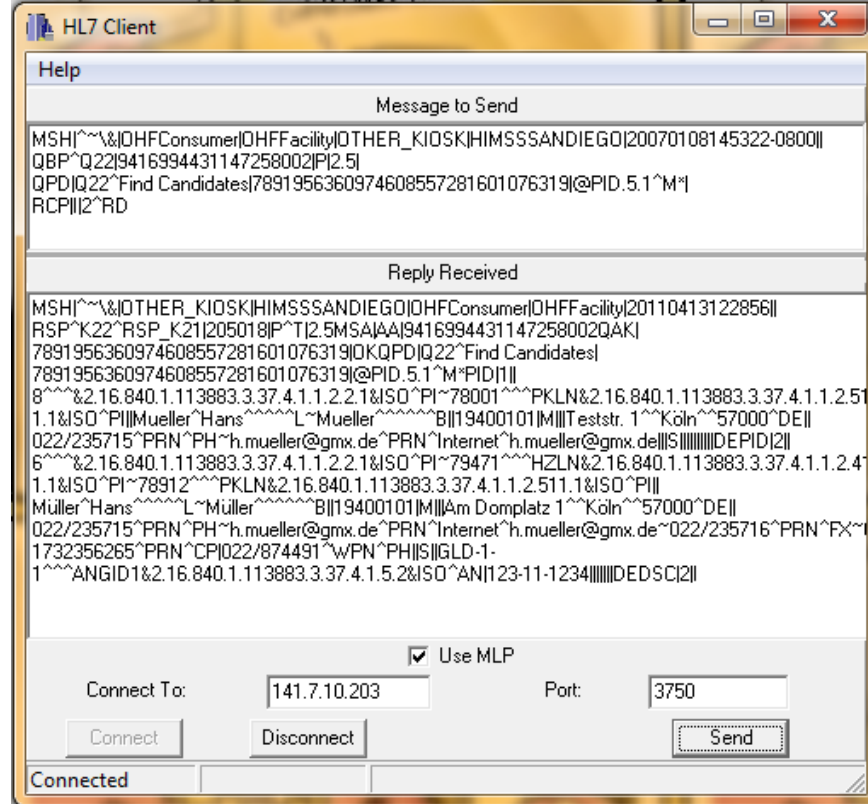 HL7 Client
Help
Message to Send
MSH|^~\&|OHFConsumer|OHFFacility|OTHER_KIOSK|HIMSSSANDIEGO|20070108145322-0800||
QBP^Q22|9416994431147258002|P|2.5|
QPD|Q22^Find Candidates|7891956360974608557281601076319|@PID.5.1^M*|
RCP|I|2^RD
Reply Received
MSH|^~\&|OTHER_KIOSK|HIMSSSANDIEGO|OHFConsumer|OHFFacility|20110413122856||
RSP^K22^RSP_K21|205018|P^T|2.5MSA|AA|9416994431147258002QAK|
7891956360974608557281601076319|OKQPD|Q22^Find Candidates|
7891956360974608557281601076319|@PID.5.1^M*PID|1||
8^^^&2.16.840.1.113883.3.37.4.1.1.2.2.1&ISO^PI~78001^^^PKLN&2.16.840.1.113883.3.37.4.1.1.2.51
1.1&ISO^PI||Mueller^Hans^^^^^L~Mueller^^^^^^B||19400101|M|||Teststr. 1^^Köln^^57000^DE||
022/235715^PRN^PH~h.mueller@gmx.de^PRN^Internet^h.mueller@gmx.de|||S||||||||||DEPID|2||
6^^^&2.16.840.1.113883.3.37.4.1.1.2.2.1&ISO^PI~79471^^^HZLN&2.16.840.1.113883.3.37.4.1.1.2.4
1.1&ISO^PI~78912^^^PKLN&2.16.840.1.113883.3.37.4.1.1.2.511.1&ISO^PI||
Müller^Hans^^^^^L~Müller^^^^^^B||19400101|M|||Am Domplatz 1^^Köln^^57000^DE||
022/235715^PRN^PH~h.mueller@gmx.de^PRN^Internet^h.mueller@gmx.de~022/235716^PRN^FX~
1732356265^PRN^CP|022/874491^WPN^PH||S||GLD-1-
1^^^ANGID1&2.16.840.1.113883.3.37.4.1.5.2&ISO^AN|123-11-1234||||||||DEDSC|2||
Use MLP
Connect To: 141.7.10.203 Port: 3750
Connect Disconnect Send
Connected